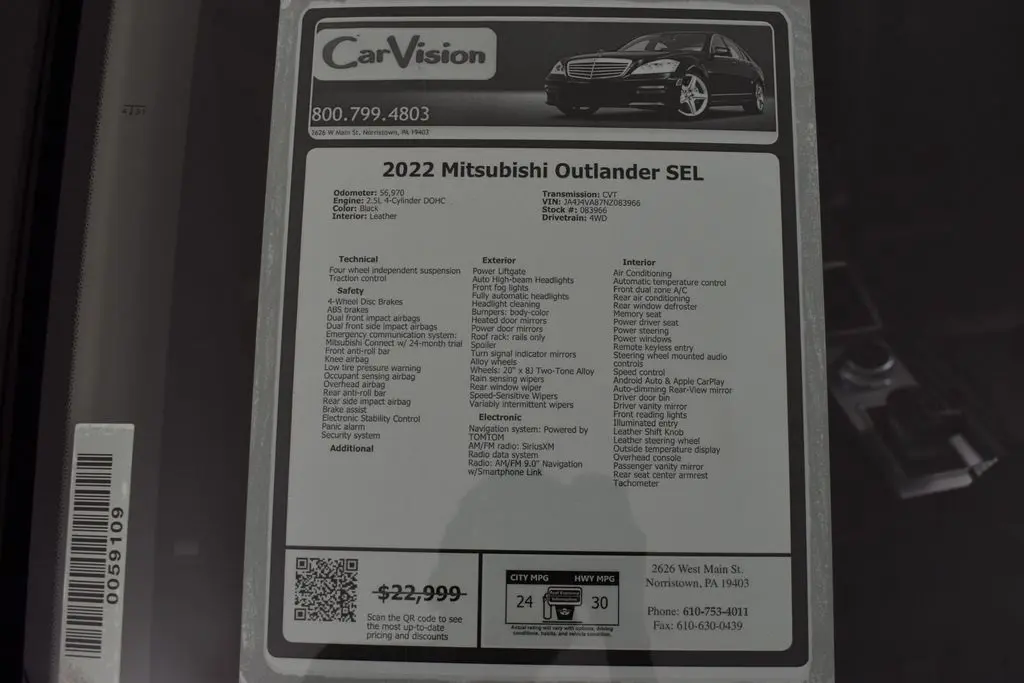 CarVision
800.799.4803
2626 W Main St, Norristown, PA 19403
2022 Mitsubishi Outlander SEL
Odometer: 56,970
Engine: 2.5L 4-Cylinder DOHC
Color: Black
Interior: Leather
Transmission: CVT
VIN: JA4J4VA87NZ083966
Stock #: 083966
Drivetrain: 4WD
Technical
Four wheel independent suspension
Traction control
Safety
4-Wheel Disc Brakes
ABS brakes
Dual front impact airbags
Dual front side impact airbags
Emergency communication system:
Mitsubishi Connect w/ 24-month trial
Front anti-roll bar
Knee airbag
Low tire pressure warning
Occupant sensing airbag
Overhead airbag
Rear anti-roll bar
Rear side impact airbag
Brake assist
Electronic Stability Control
Panic alarm
Security system
Additional
Exterior
Power Liftgate
Auto High-beam Headlights
Front fog lights
Fully automatic headlights
Headlight cleaning
Bumpers: body-color
Heated door mirrors
Power door mirrors
Roof rack: rails only
Spoiler
Turn signal indicator mirrors
Alloy wheels
Wheels: 20" x 8J Two-Tone Alloy
Rain sensing wipers
Rear window wiper
Speed-Sensitive Wipers
Variably intermittent wipers
Electronic
Navigation system: Powered by
TOMTOM
AM/FM radio: SiriusXM
Radio data system
Radio: AM/FM 9.0" Navigation
w/Smartphone Link
Interior
Air Conditioning
Automatic temperature control
Front dual zone A/C
Rear air conditioning
Rear window defroster
Memory seat
Power driver seat
Power steering
Power windows
Remote keyless entry
Steering wheel mounted audio
controls
Speed control
Android Auto & Apple CarPlay
Auto-dimming Rear-View mirror
Driver door bin
Driver vanity mirror
Front reading lights
Illuminated entry
Leather Shift Knob
Leather steering wheel
Outside temperature display
Overhead console
Passenger vanity mirror
Rear seat center armrest
Tachometer
$22,999
Scan the QR code to see
the most up-to-date
pricing and discounts
CITY MPG
HWY MPG
24
30
Actual rating will vary with options, driving
conditions, habits, and vehicle condition.
2626 West Main St.
Norristown, PA 19403
Phone: 610-753-4011
Fax: 610-630-0439
0059109